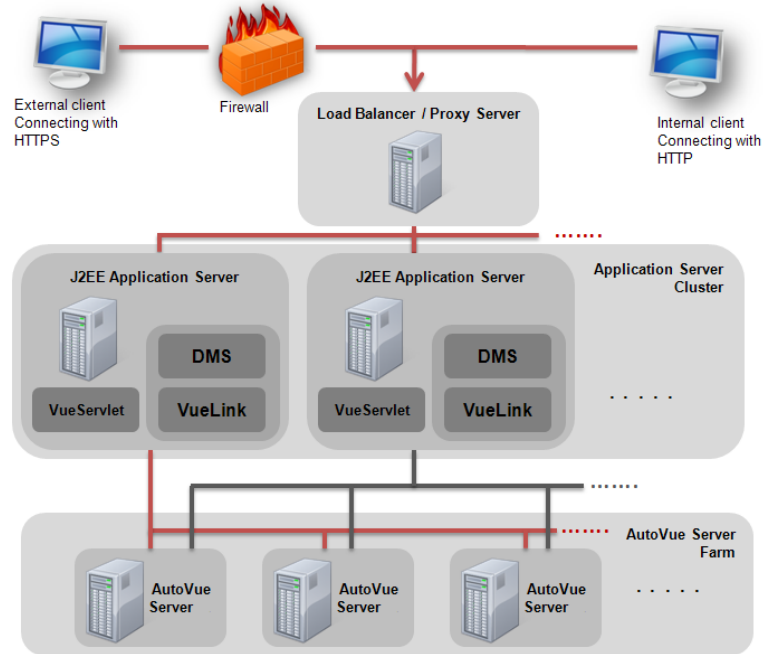 External client
Connecting with
HTTPS
Firewall
Internal client
Connecting with
HTTP
Load Balancer / Proxy Server
.......
J2EE Application Server
J2EE Application Server
Application Server
Cluster
DMS
DMS
VueServlet
VueLink
VueServlet
VueLink
. . . . .
.......
.......
AutoVue Server
Farm
AutoVue
Server
AutoVue
Server
AutoVue
Server
. . . . .